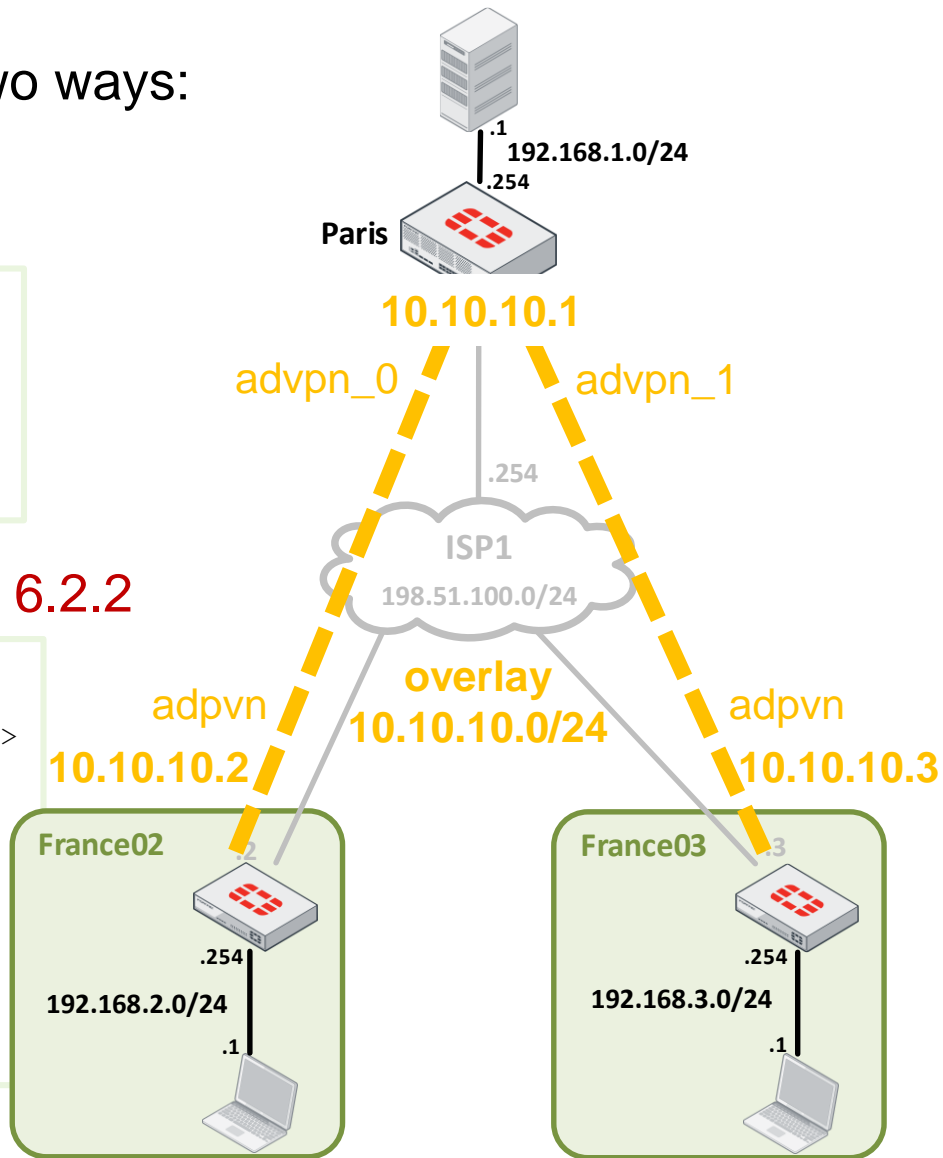 wo ways:
.1
192.168.1.0/24
.254
Paris
10.10.10.1
advpn_0
advpn_1
.254
ISP1
198.51.100.0/24
6.2.2
overlay
10.10.10.0/24
adpvn
adpvn
>
10.10.10.2
10.10.10.3
France02
.2
France03
.3
.254
.254
192.168.2.0/24
192.168.3.0/24
.1
.1